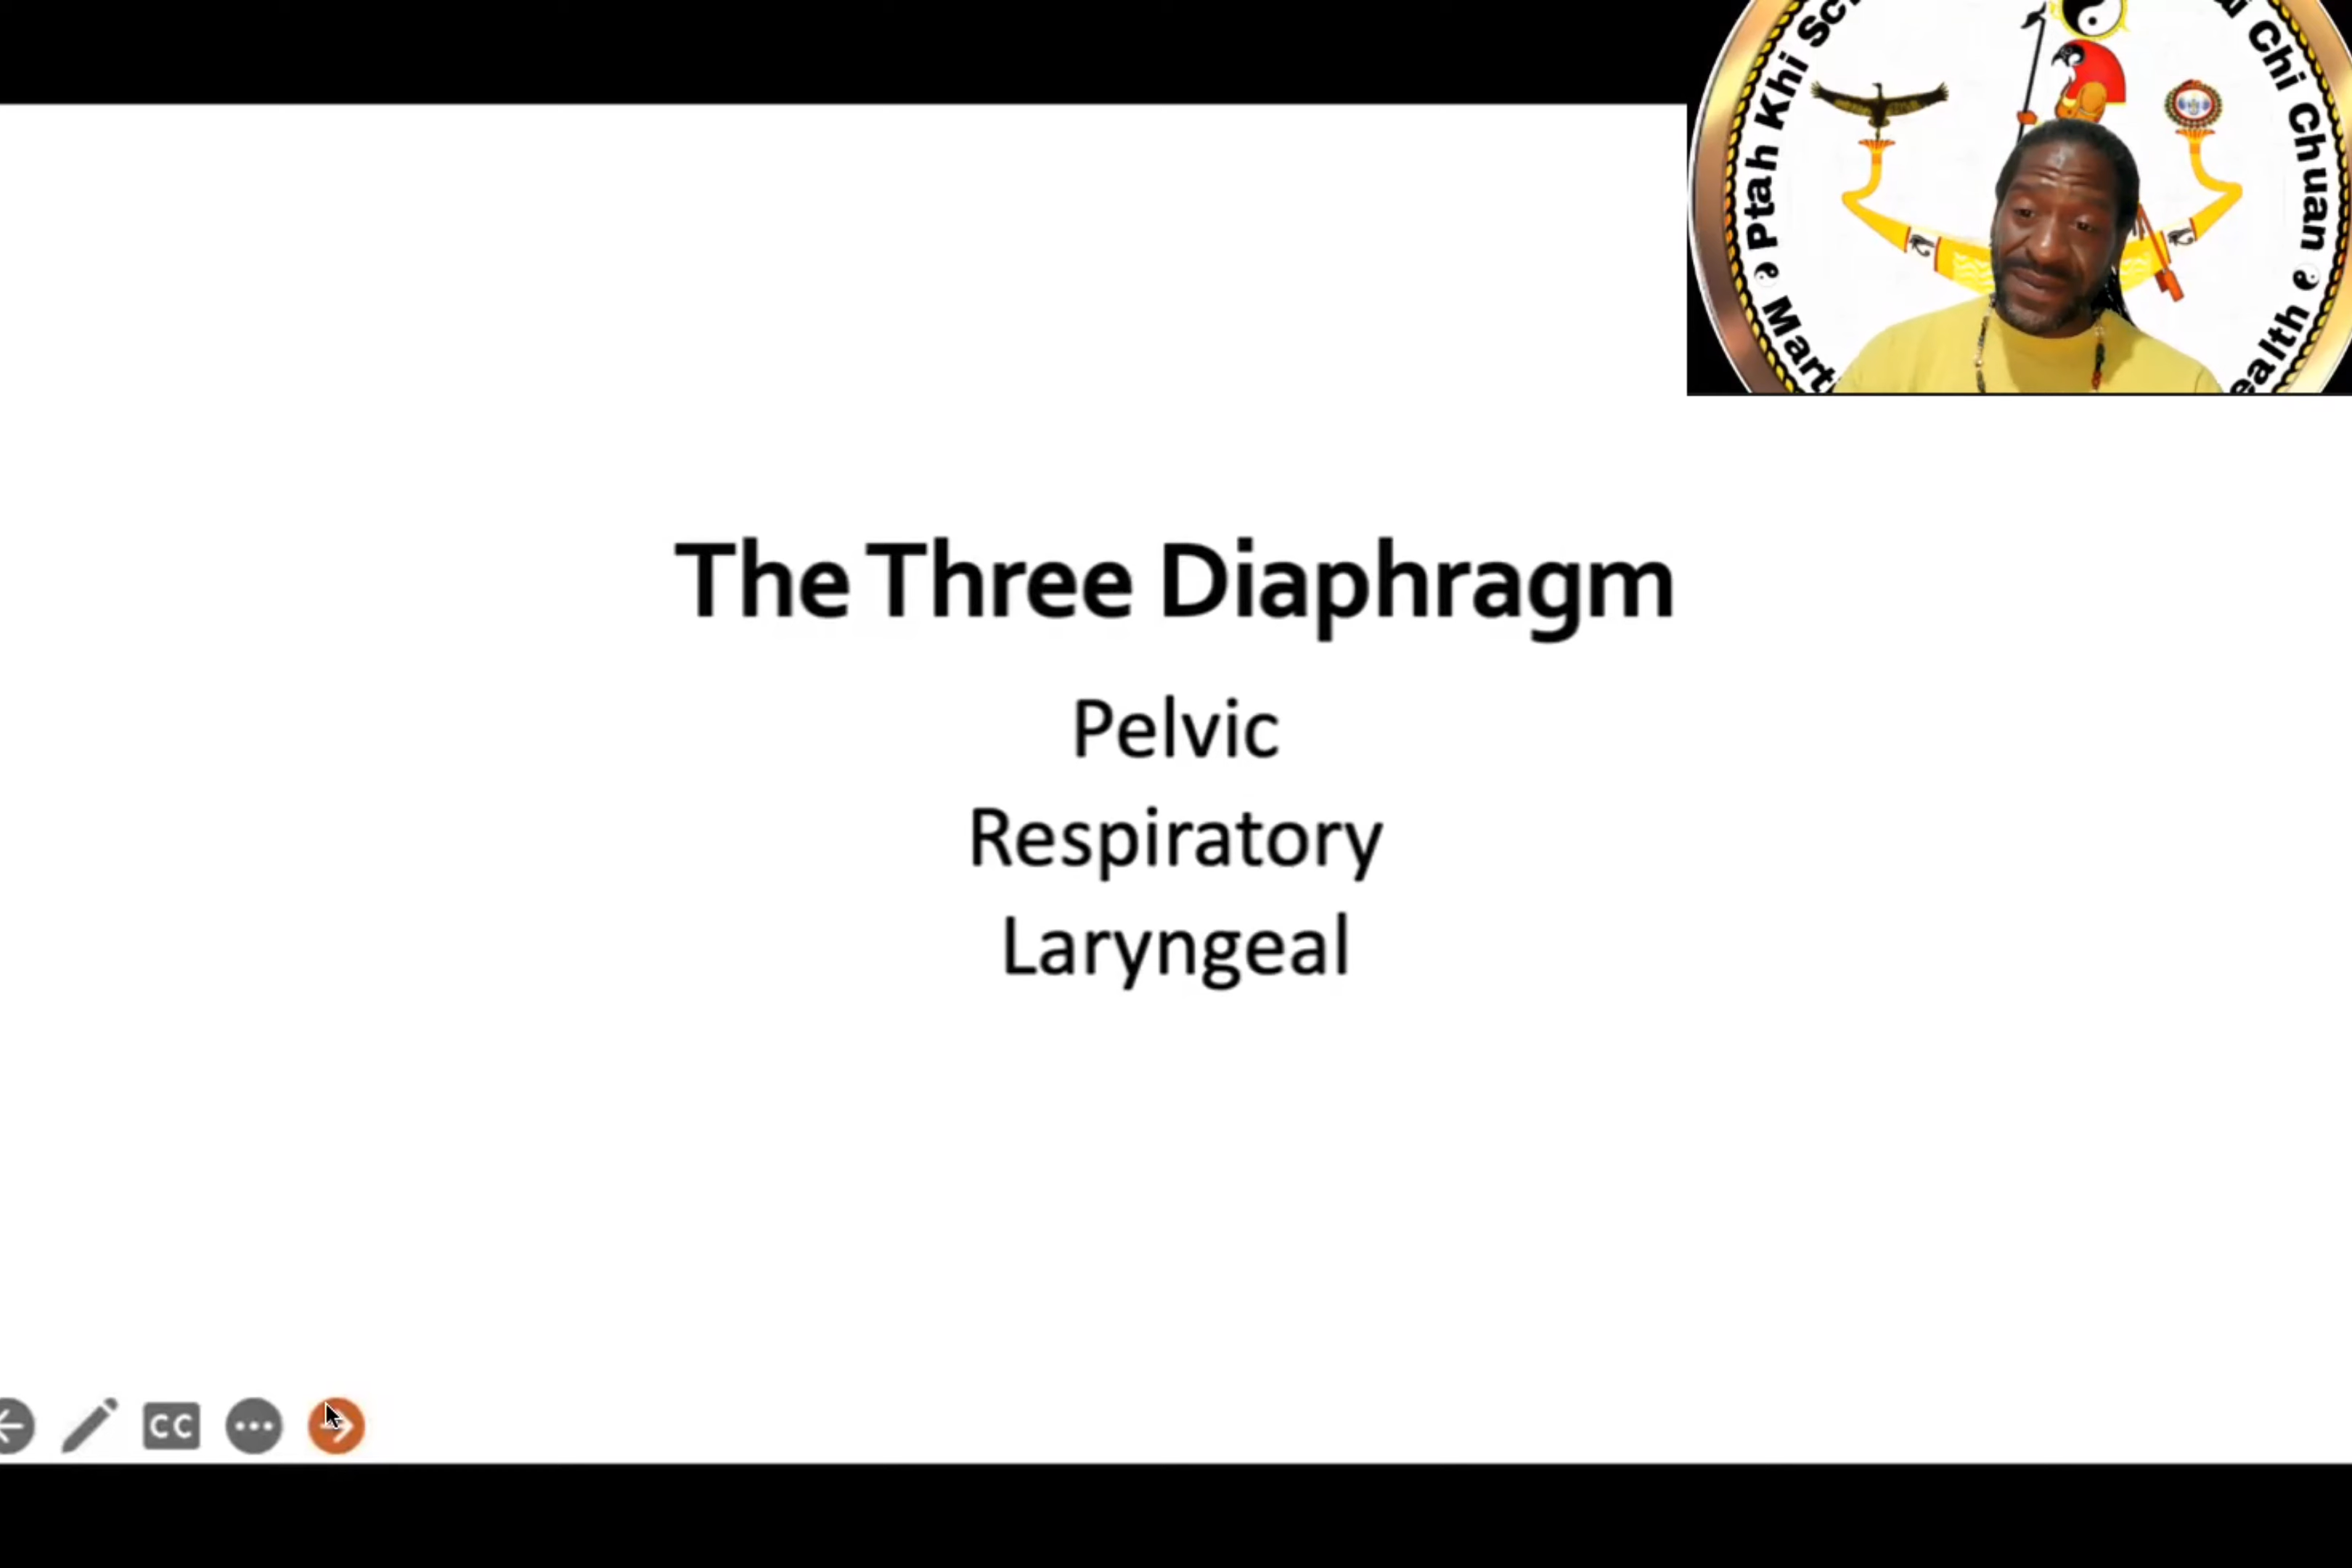 Ptah Khi
Chi Chuan
The Three Diaphragm
Pelvic
Respiratory
Laryngeal
CC